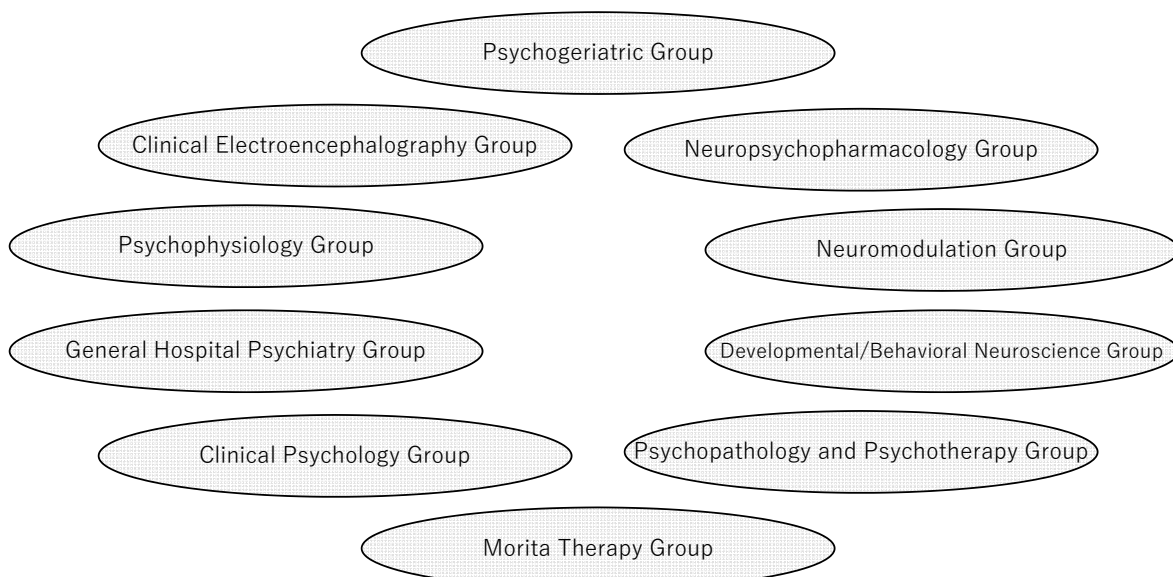 Psychogeriatric Group
Clinical Electroencephalography Group
Neuropsychopharmacology Group
Psychophysiology Group
Neuromodulation Group
General Hospital Psychiatry Group
Developmental/Behavioral Neuroscience Group
Clinical Psychology Group
Psychopathology and Psychotherapy Group
Morita Therapy Group